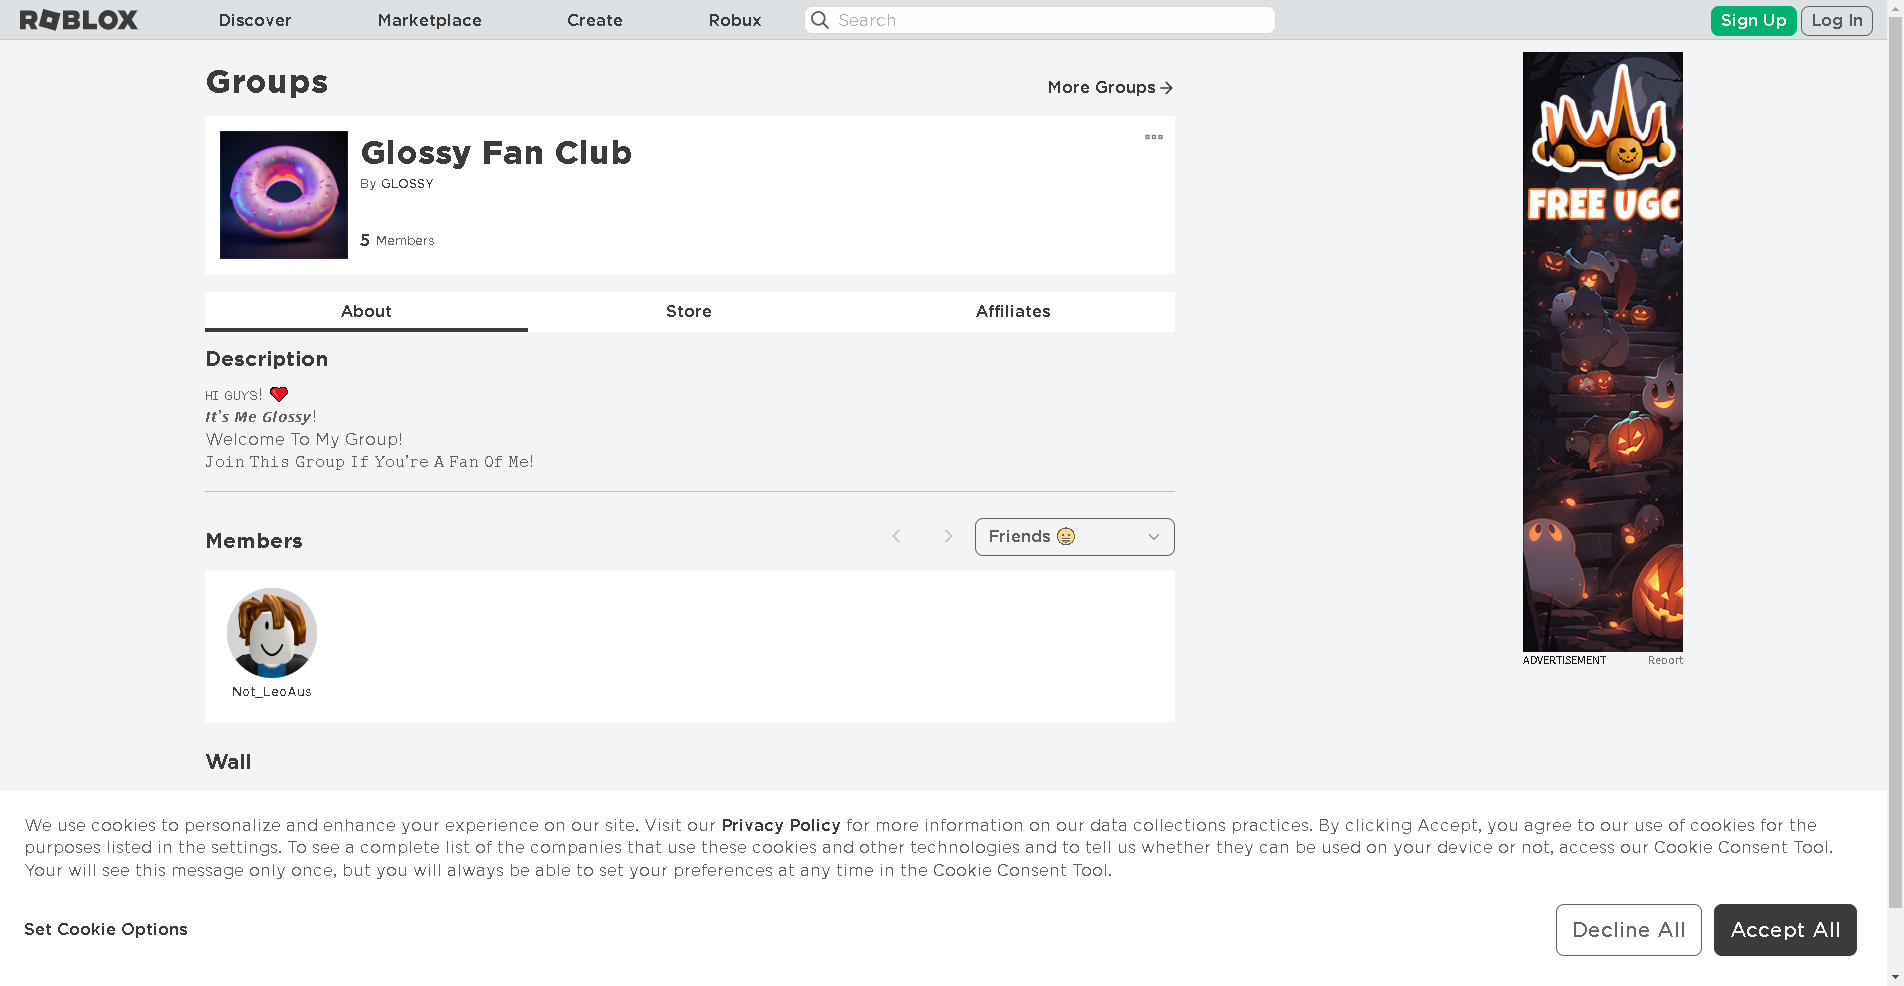 ROBLOX
Discover
Marketplace
Create
Robux
Search
Sign Up
Log In
Groups
More Groups
Glossy Fan Club
By GLOSSY
5 Members
About
Store
Affiliates
Description
HI GUYS! ❤
It's Me Glossy!
Welcome To My Group!
Join This Group If You're A Fan Of Me!
Members
Friends 😀
Not_LeoAus
Wall
FREE UGC
ADVERTISEMENT
Report
We use cookies to personalize and enhance your experience on our site. Visit our Privacy Policy for more information on our data collections practices. By clicking Accept, you agree to our use of cookies for the
purposes listed in the settings. To see a complete list of the companies that use these cookies and other technologies and to tell us whether they can be used on your device or not, access our Cookie Consent Tool.
Your will see this message only once, but you will always be able to set your preferences at any time in the Cookie Consent Tool.
Set Cookie Options
Decline All
Accept All